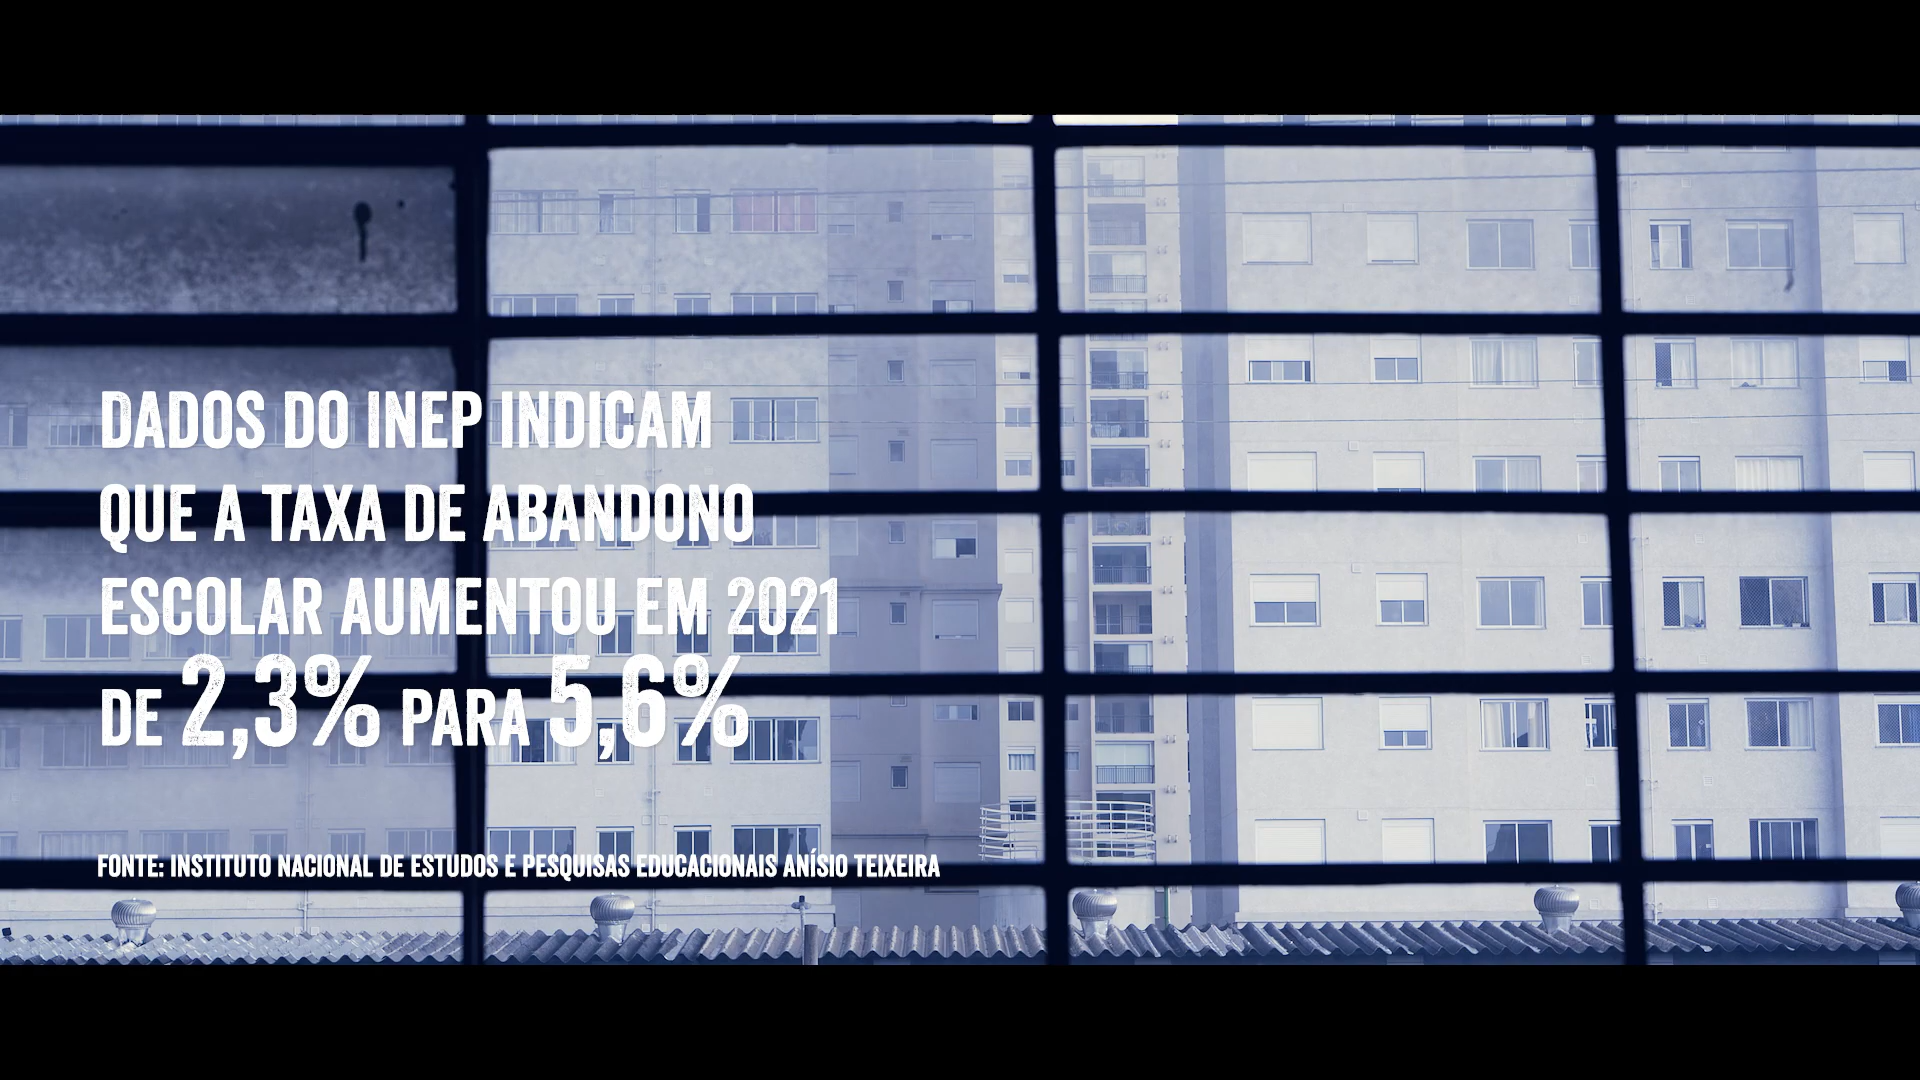 DADOS DO INEP INDICAM
QUE A TAXA DE ABANDONO
ESCOLAR AUMENTOU EM 2021
DE 2,3% PARA 5,6%
FONTE: INSTITUTO NACIONAL DE ESTUDOS E PESQUISAS EDUCACIONAIS ANÍSIO TEIXEIRA